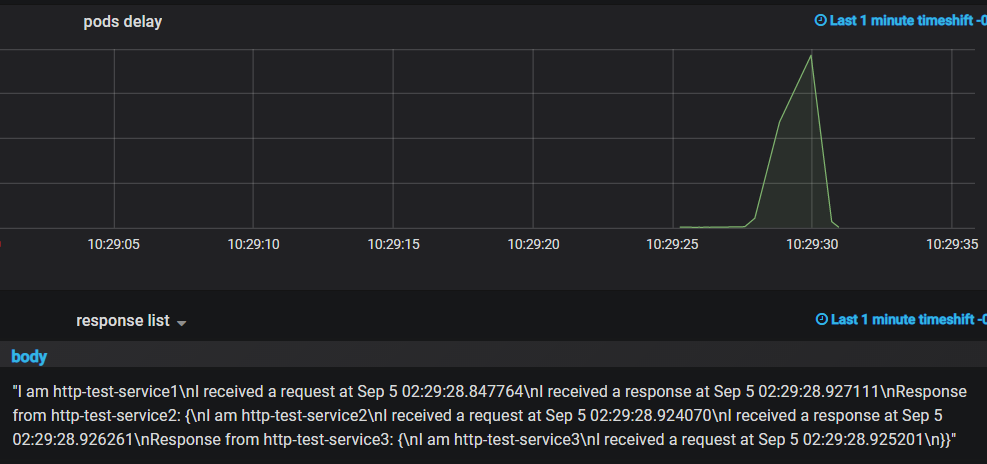 pods delay
Last 1 minute timeshift -0
10:29:05 10:29:10 10:29:15 10:29:20 10:29:25 10:29:30 10:29:35
response list
Last 1 minute timeshift -0
body
"I am http-test-service1\nI received a request at Sep 5 02:29:28.847764\nI received a response at Sep 5 02:29:28.927111\nResponse
from http-test-service2: {\nI am http-test-service2\nI received a request at Sep 5 02:29:28.924070\nI received a response at Sep 5
02:29:28.926261\nResponse from http-test-service3: {\nI am http-test-service3\nI received a request at Sep 5 02:29:28.925201\n}}"